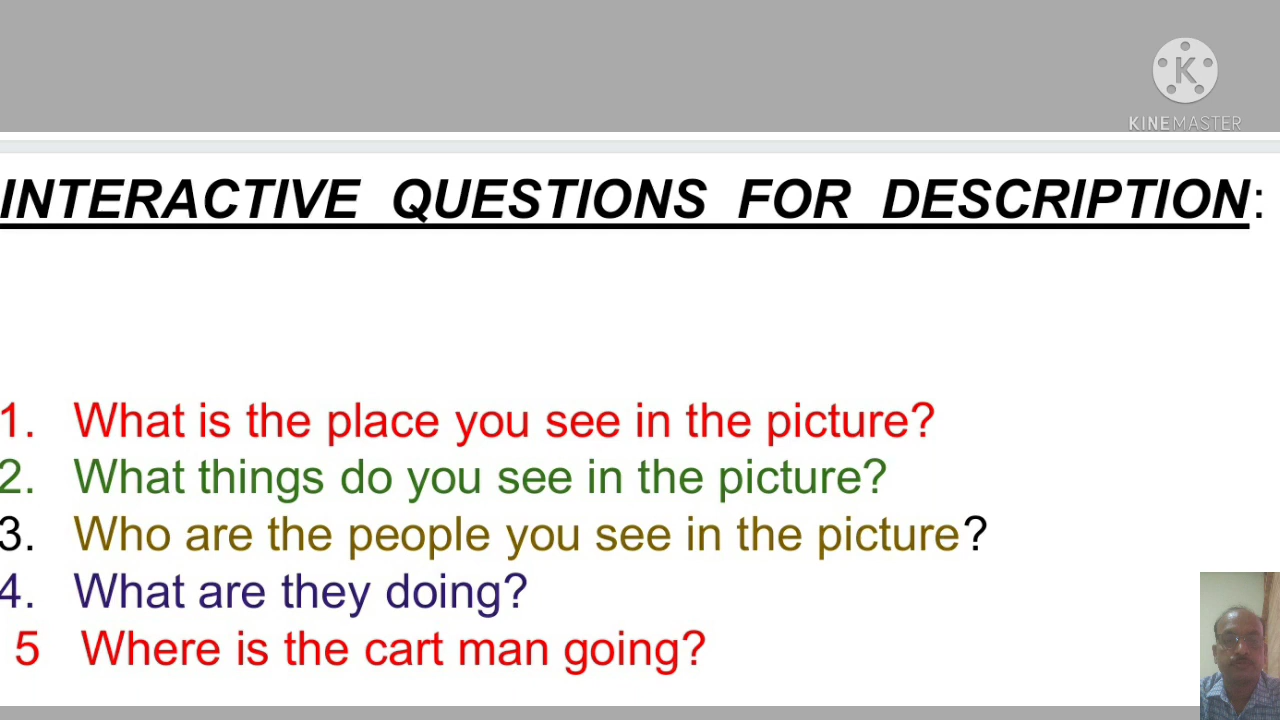 K
KINEMASTER
INTERACTIVE QUESTIONS FOR DESCRIPTION:
1. What is the place you see in the picture?
2. What things do you see in the picture?
3. Who are the people you see in the picture?
4. What are they doing?
5 Where is the cart man going?